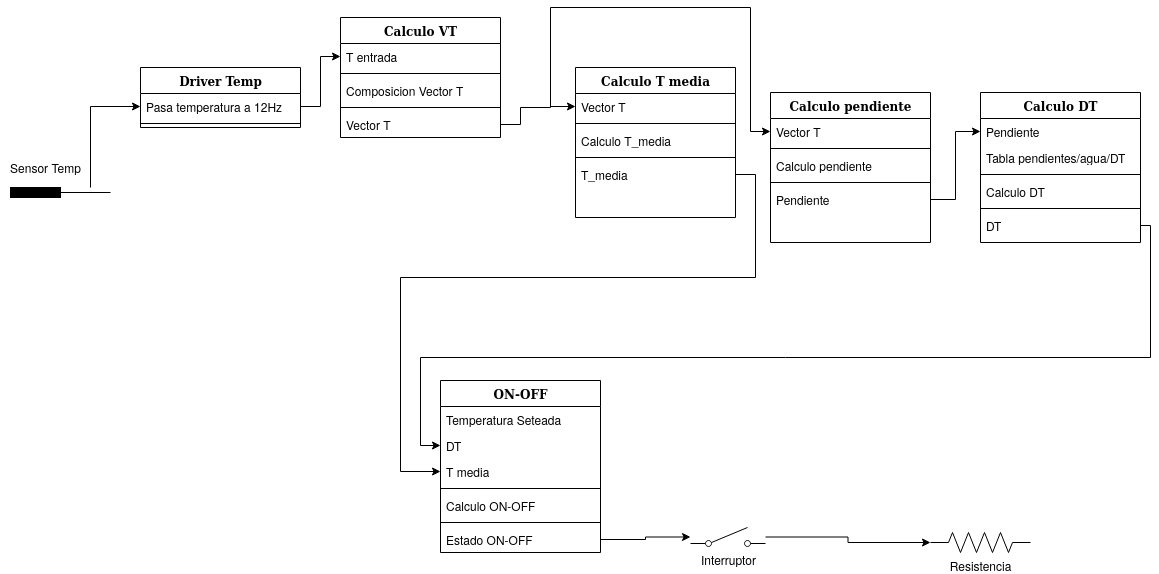 Sensor Temp
Driver Temp
Pasa temperatura a 12Hz
Calculo VT
T entrada
Composicion Vector T
Vector T
Calculo T media
Vector T
Calculo T_media
T_media
Calculo pendiente
Vector T
Calculo pendiente
Pendiente
Calculo DT
Pendiente
Tabla pendientes/agua/DT
Calculo DT
DT
ON-OFF
Temperatura Seteada
DT
T media
Calculo ON-OFF
Estado ON-OFF
Interruptor
Resistencia